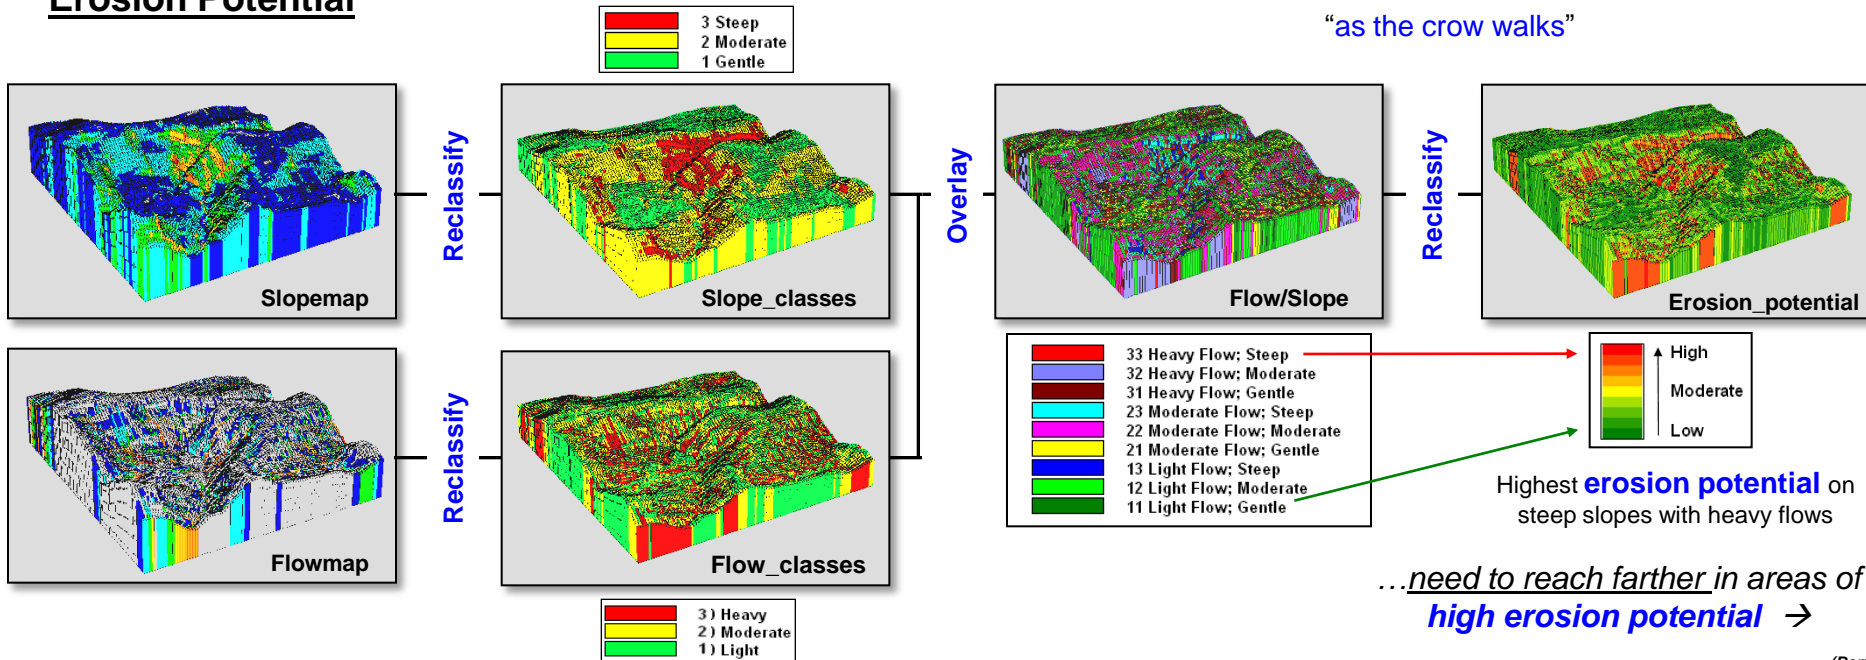 Erosion Potential
3 Steep
2 Moderate
1 Gentle
“as the crow walks”
Slopemap
Reclassify
Slope_classes
Overlay
Flow/Slope
Reclassify
Erosion_potential
Flowmap
Reclassify
Flow_classes
3) Heavy
2) Moderate
1) Light
33 Heavy Flow; Steep
32 Heavy Flow; Moderate
31 Heavy Flow; Gentle
23 Moderate Flow; Steep
22 Moderate Flow; Moderate
21 Moderate Flow; Gentle
13 Light Flow; Steep
12 Light Flow; Moderate
11 Light Flow; Gentle
High
Moderate
Low
Highest erosion potential on
steep slopes with heavy flows
…need to reach farther in areas of
high erosion potential →